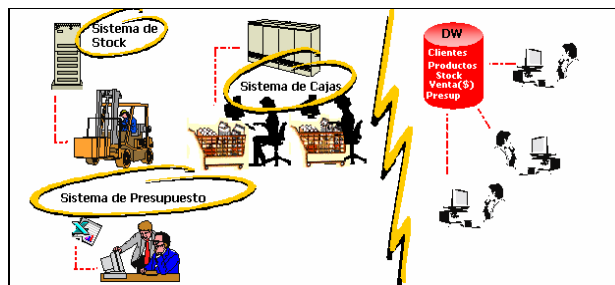 Sistema de
Stock
Sistema de Cajas
Sistema de Presupuesto
DW
Clientes
Productos
Stock
Venta($)
Presup